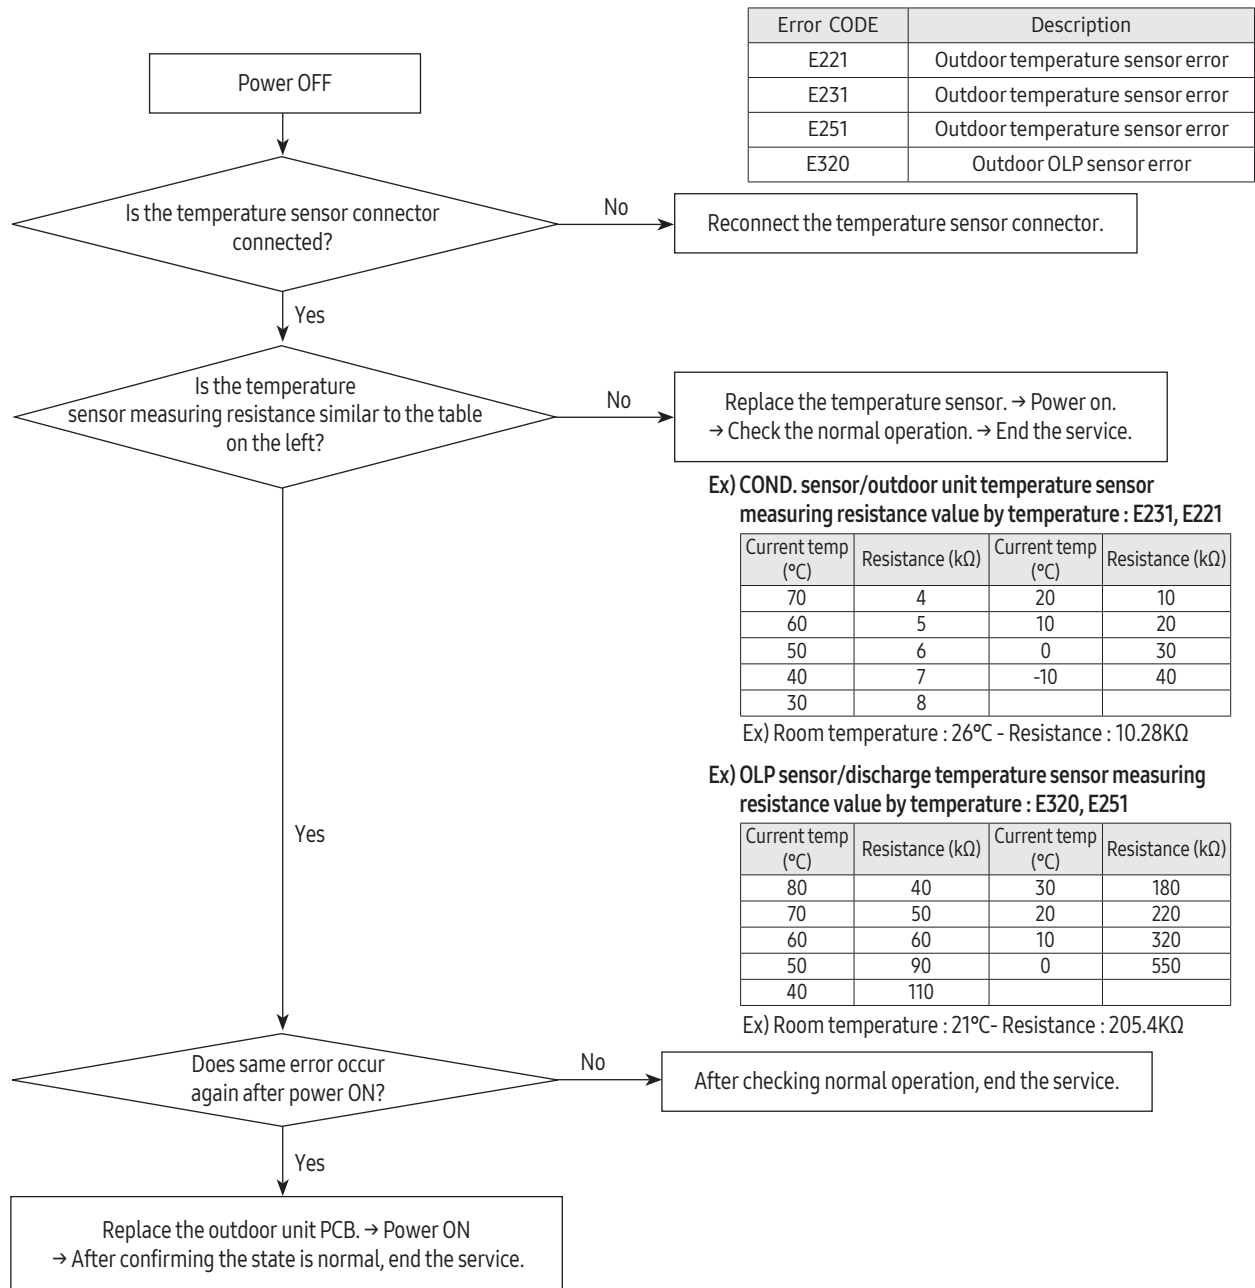 Error CODE Description
E221 Outdoor temperature sensor error
E231 Outdoor temperature sensor error
E251 Outdoor temperature sensor error
E320 Outdoor OLP sensor error
Power OFF
Is the temperature sensor connector
connected?
No
Reconnect the temperature sensor connector.
Yes
Is the temperature
sensor measuring resistance similar to the table
on the left?
No
Replace the temperature sensor. → Power on.
→ Check the normal operation. → End the service.
Ex) COND. sensor/outdoor unit temperature sensor
measuring resistance value by temperature : E231, E221
Current temp (°C) Resistance (kΩ) Current temp (°C) Resistance (kΩ)
70 4 20 10
60 5 10 20
50 6 0 30
40 7 -10 40
30 8
Ex) Room temperature : 26°C - Resistance : 10.28KΩ
Ex) OLP sensor/discharge temperature sensor measuring
resistance value by temperature : E320, E251
Current temp (°C) Resistance (kΩ) Current temp (°C) Resistance (kΩ)
80 40 30 180
70 50 20 220
60 60 10 320
50 90 0 550
40 110
Ex) Room temperature : 21°C- Resistance : 205.4KΩ
Yes
Does same error occur
again after power ON?
No
After checking normal operation, end the service.
Yes
Replace the outdoor unit PCB. → Power ON
→ After confirming the state is normal, end the service.